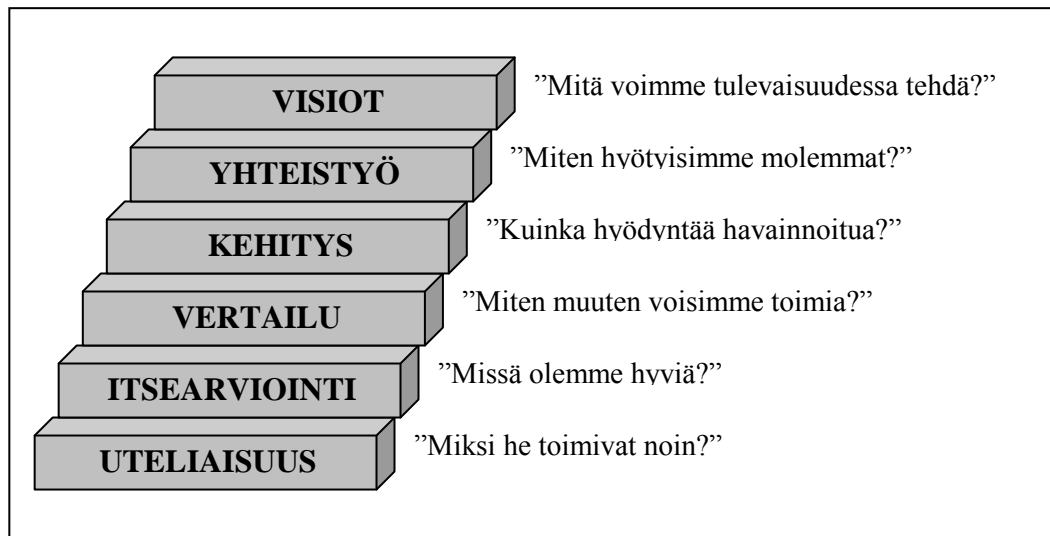 VISIOT ”Mitä voimme tulevaisuudessa tehdä?”
YHTEISTYÖ ”Miten hyötyisimme molemmat?”
KEHITYS ”Kuinka hyödyntää havainnoitua?”
VERTAILU ”Miten muuten voisimme toimia?”
ITSEARVIOINTI ”Missä olemme hyviä?”
UTELIAISUUS ”Miksi he toimivat noin?”